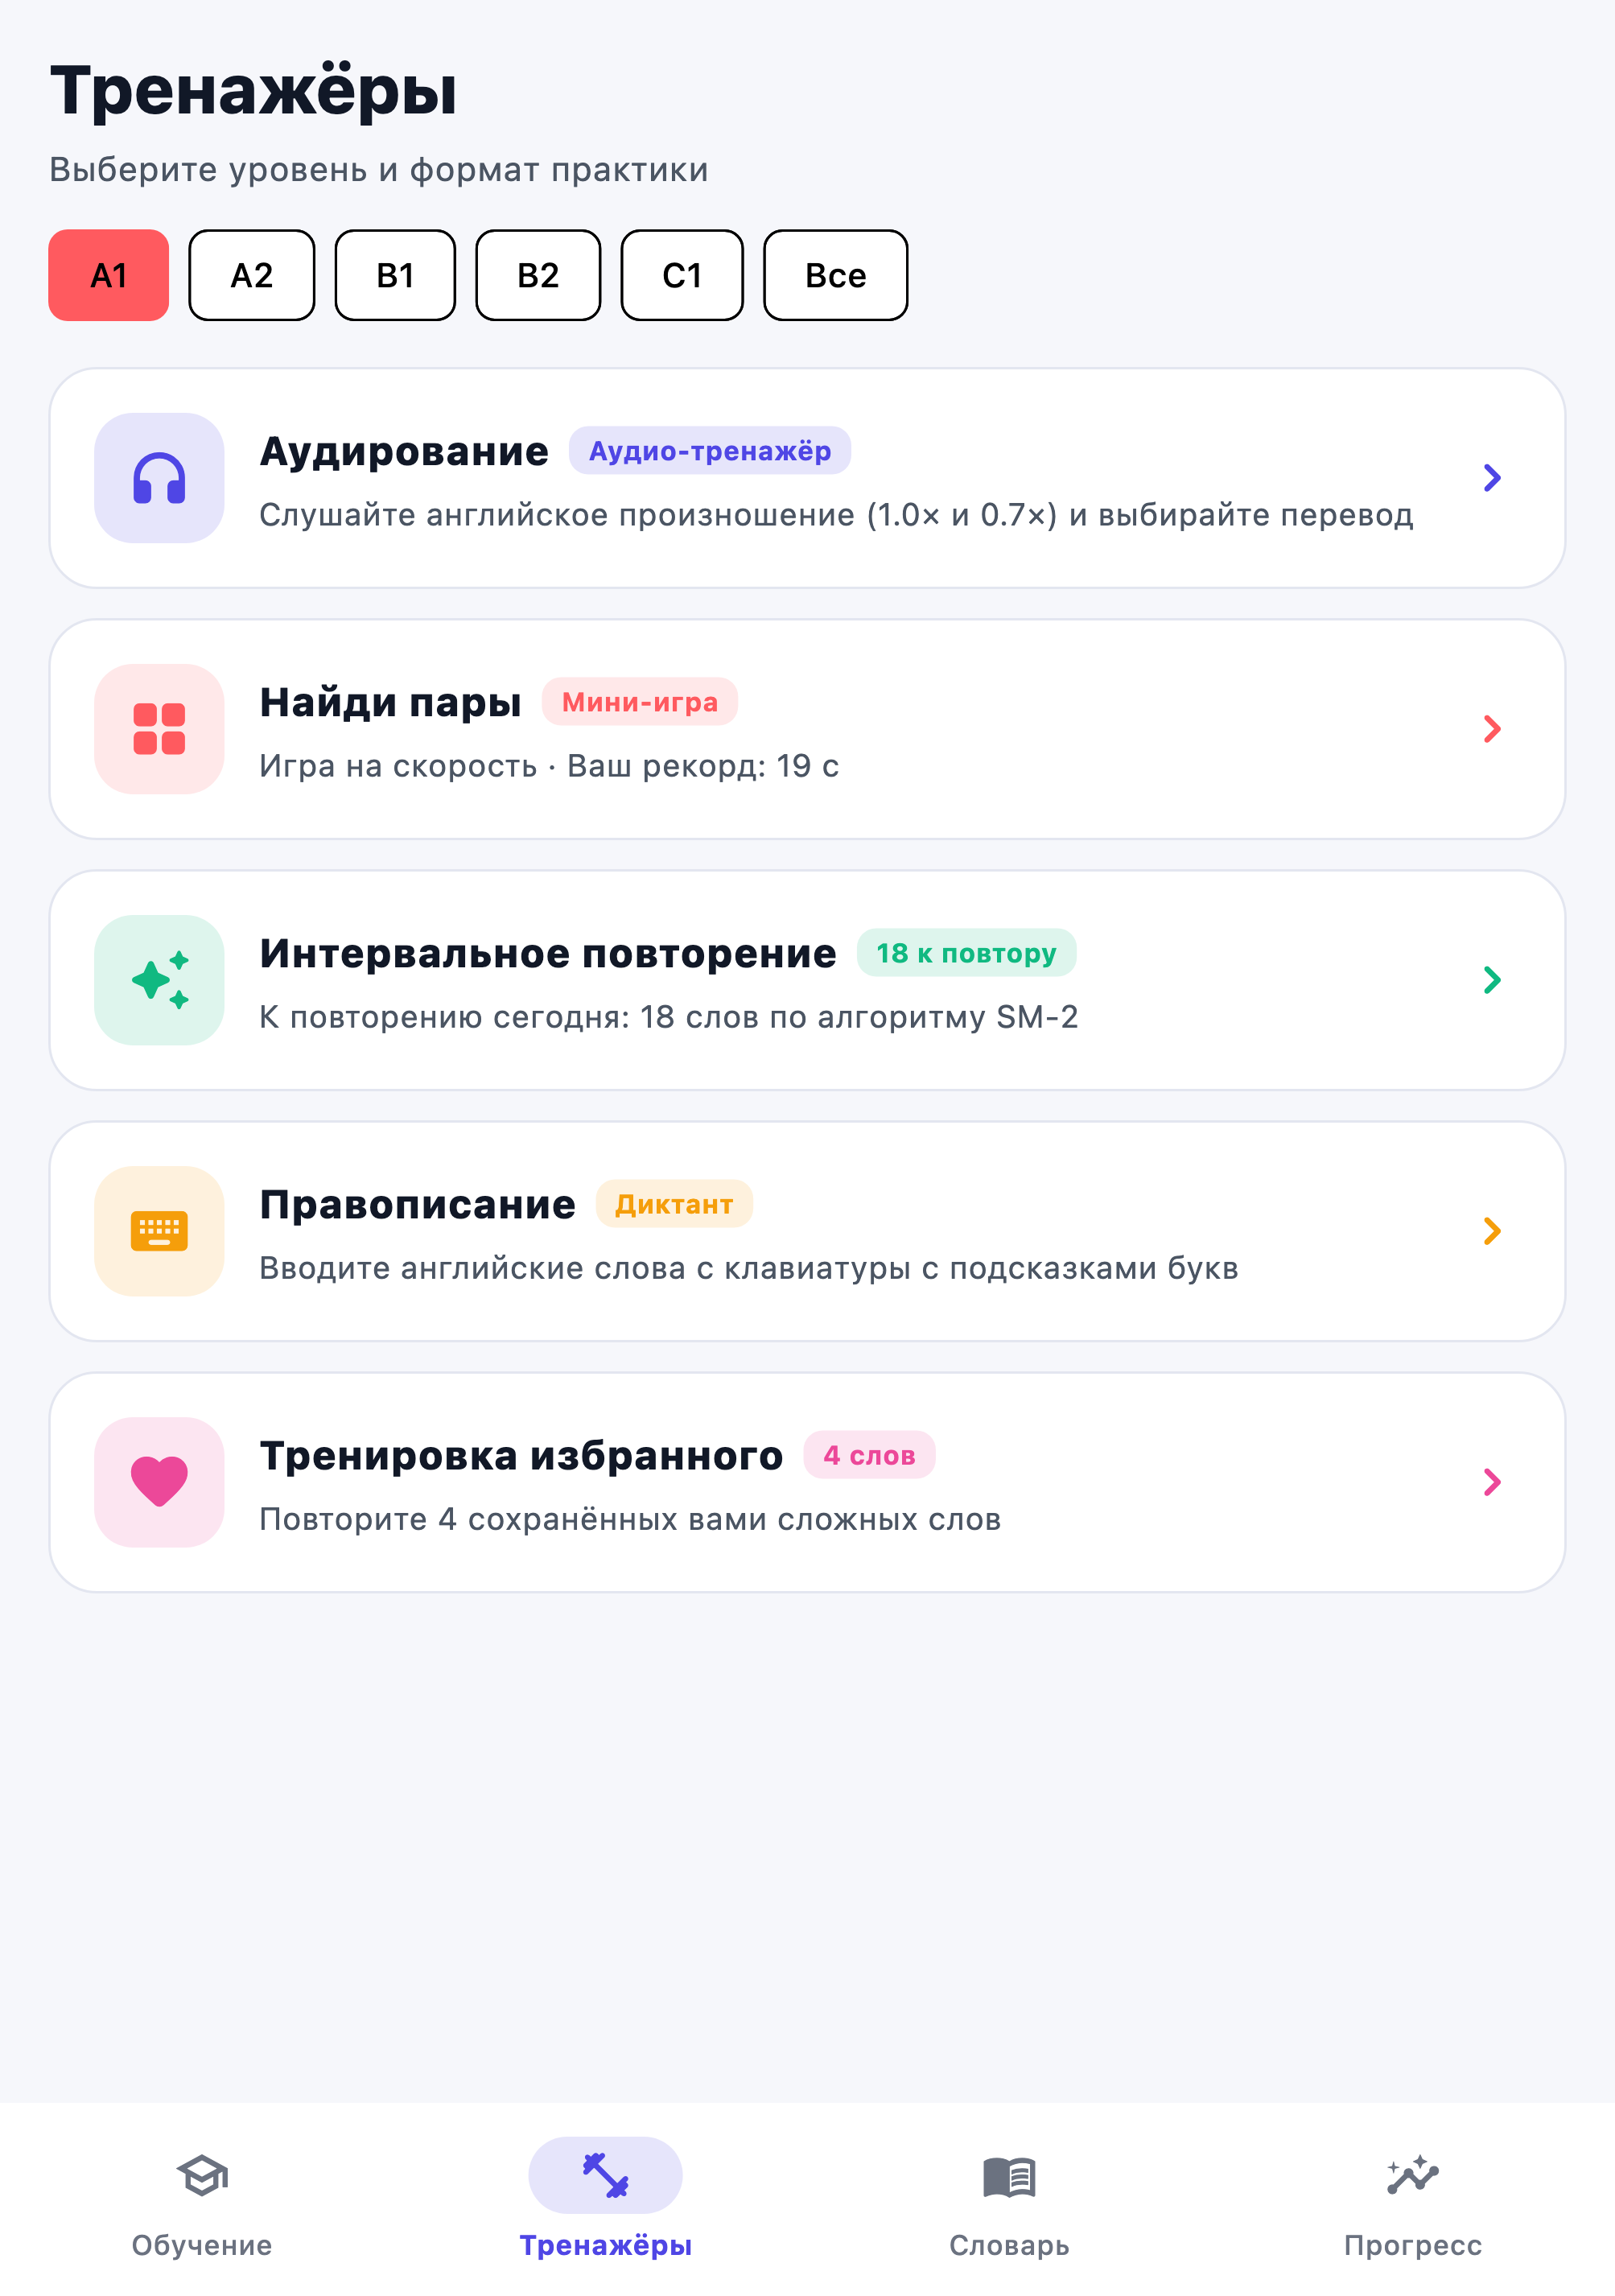 Тренажёры
Выберите уровень и формат практики
A1 A2 B1 B2 C1 Все
Аудирование Аудио-тренажёр
Слушайте английское произношение (1.0× и 0.7×) и выбирайте перевод
Найди пары Мини-игра
Игра на скорость · Ваш рекорд: 19 с
Интервальное повторение 18 к повтору
К повторению сегодня: 18 слов по алгоритму SM-2
Правописание Диктант
Вводите английские слова с клавиатуры с подсказками букв
Тренировка избранного 4 слов
Повторите 4 сохранённых вами сложных слов
Обучение Тренажёры Словарь Прогресс